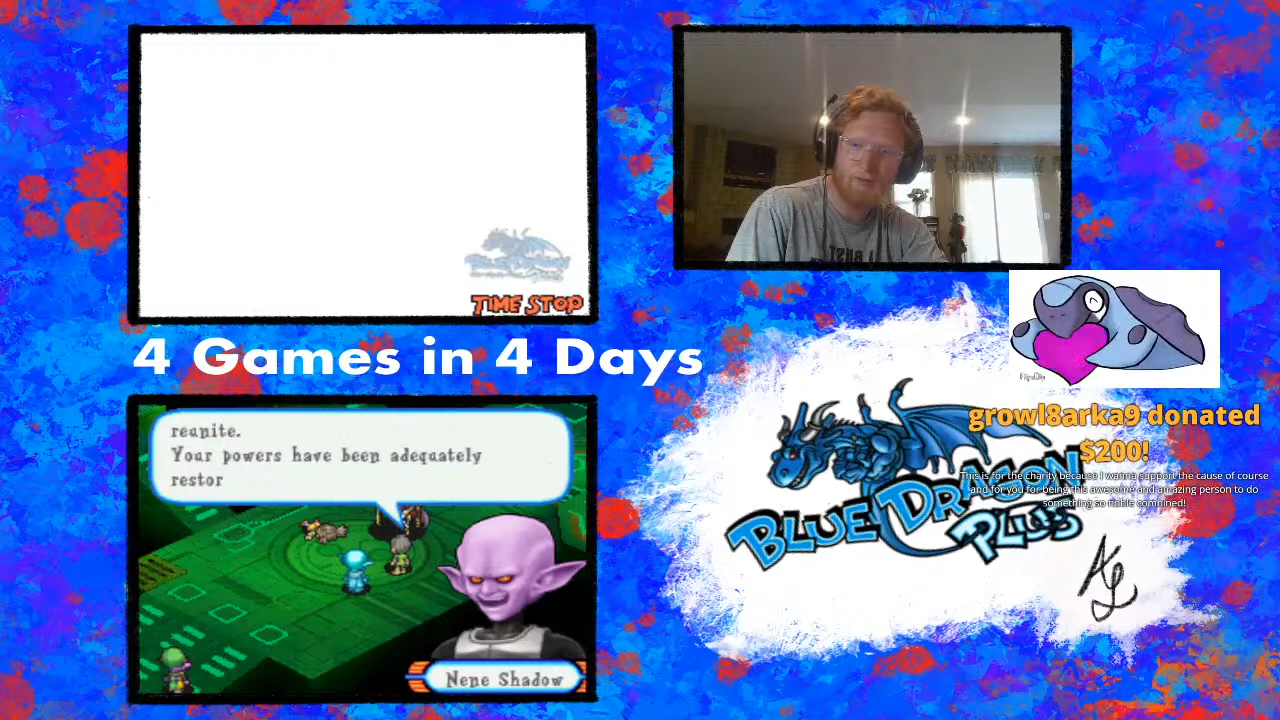 TIME STOP
4 Games in 4 Days
reunite.
Your powers have been adequately
restor
Nene Shadow
growl8arka9 donated
$200!
This is for the charity because I wanna support the cause of course
and for you for being this awesome and amazing person to do
something so noble combined!
BLUE DRAGON
PLUS